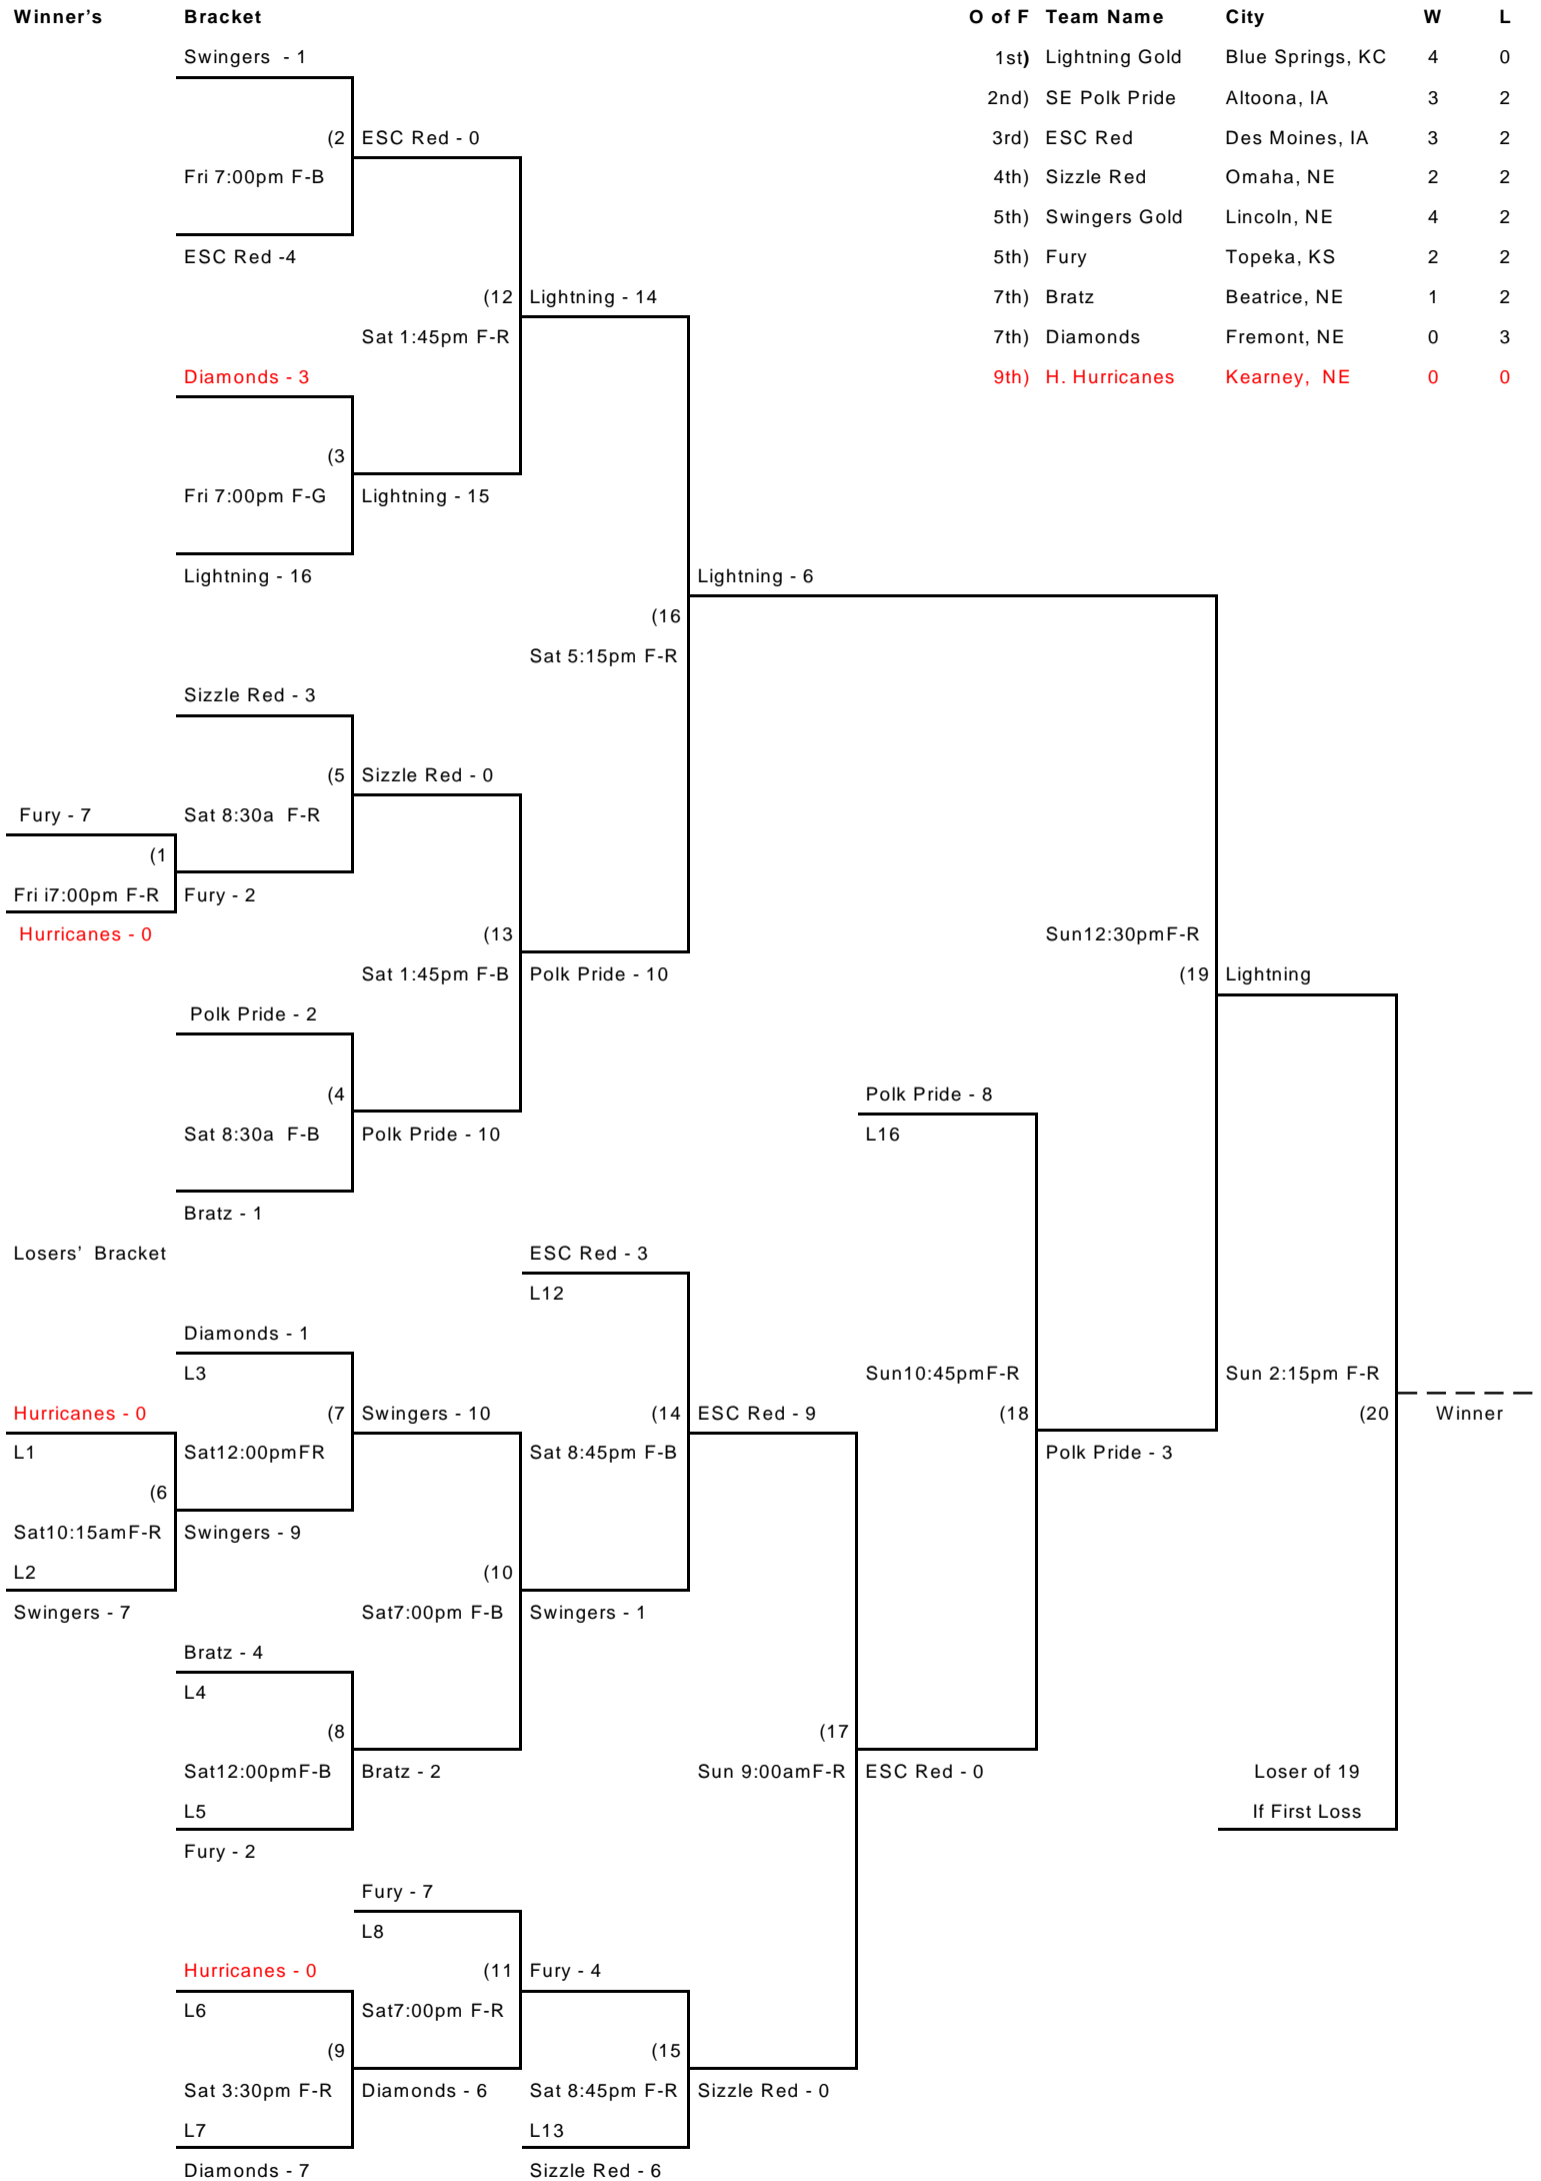 Winner's Bracket O of F Team Name City W L
Swingers - 1 1st) Lightning Gold Blue Springs, KC 4 0
2nd) SE Polk Pride Altoona, IA 3 2
(2 ESC Red - 0 3rd) ESC Red Des Moines, IA 3 2
Fri 7:00pm F-B 4th) Sizzle Red Omaha, NE 2 2
5th) Swingers Gold Lincoln, NE 4 2
ESC Red -4 5th) Fury Topeka, KS 2 2
(12 Lightning - 14 7th) Bratz Beatrice, NE 1 2
Sat 1:45pm F-R 7th) Diamonds Fremont, NE 0 3
Diamonds - 3 9th) H. Hurricanes Kearney, NE 0 0
(3
Fri 7:00pm F-G Lightning - 15
Lightning - 16 Lightning - 6
(16
Sat 5:15pm F-R
Sizzle Red - 3
(5 Sizzle Red - 0
Fury - 7 Sat 8:30a F-R
(1
Fri i7:00pm F-R Fury - 2
Hurricanes - 0 (13 Sun12:30pmF-R
Sat 1:45pm F-B Polk Pride - 10 (19 Lightning
Polk Pride - 2
(4 Polk Pride - 8
Sat 8:30a F-B Polk Pride - 10 L16
Bratz - 1
Losers' Bracket ESC Red - 3
L12
Diamonds - 1
L3 Sun10:45pmF-R Sun 2:15pm F-R
Hurricanes - 0 (7 Swingers - 10 (14 ESC Red - 9 (18 (20 Winner
L1 Sat12:00pmFR Sat 8:45pm F-B Polk Pride - 3
(6
Sat10:15amF-R Swingers - 9
L2 (10
Swingers - 7 Sat7:00pm F-B Swingers - 1
Bratz - 4
L4
(8 (17
Sat12:00pmF-B Bratz - 2 Sun 9:00amF-R ESC Red - 0 Loser of 19
L5 If First Loss
Fury - 2
Fury - 7
L8
Hurricanes - 0 (11 Fury - 4
L6 Sat7:00pm F-R
(9 (15
Sat 3:30pm F-R Diamonds - 6 Sat 8:45pm F-R Sizzle Red - 0
L7 L13
Diamonds - 7 Sizzle Red - 6